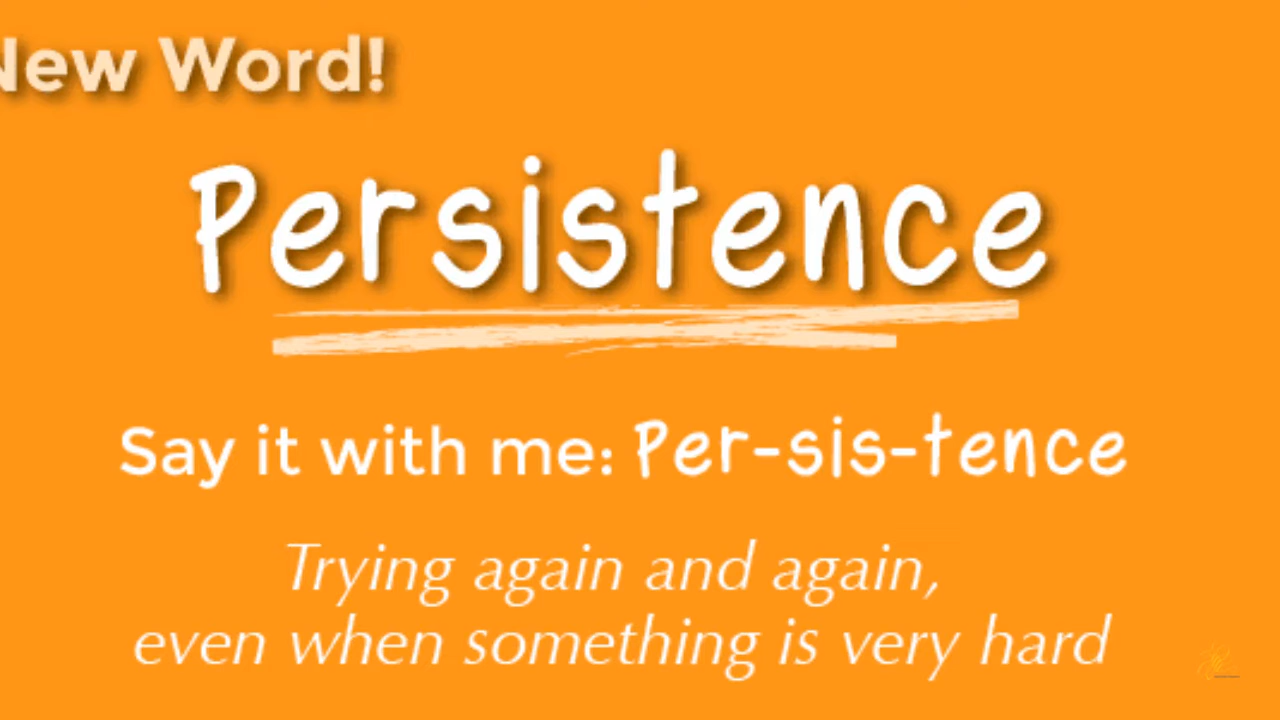 New Word!
Persistence
Say it with me: Per-sis-tence
Trying again and again,
even when something is very hard